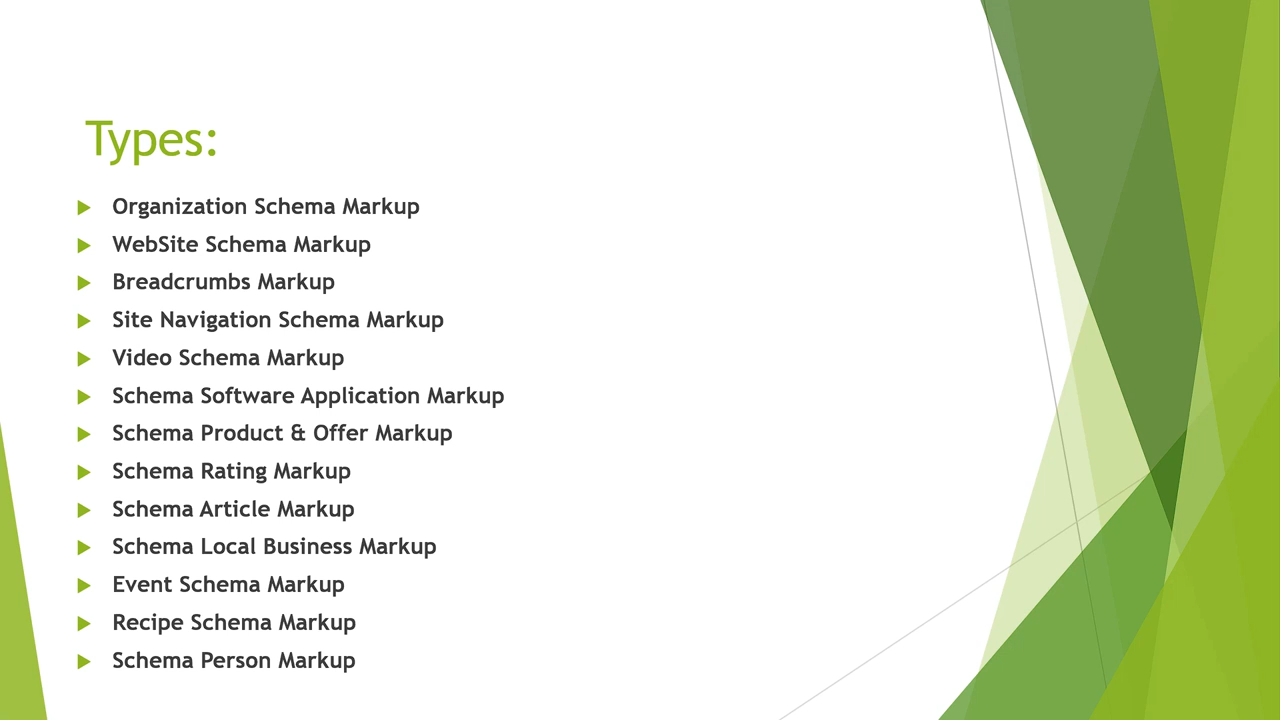 Types:
Organization Schema Markup
WebSite Schema Markup
Breadcrumbs Markup
Site Navigation Schema Markup
Video Schema Markup
Schema Software Application Markup
Schema Product & Offer Markup
Schema Rating Markup
Schema Article Markup
Schema Local Business Markup
Event Schema Markup
Recipe Schema Markup
Schema Person Markup